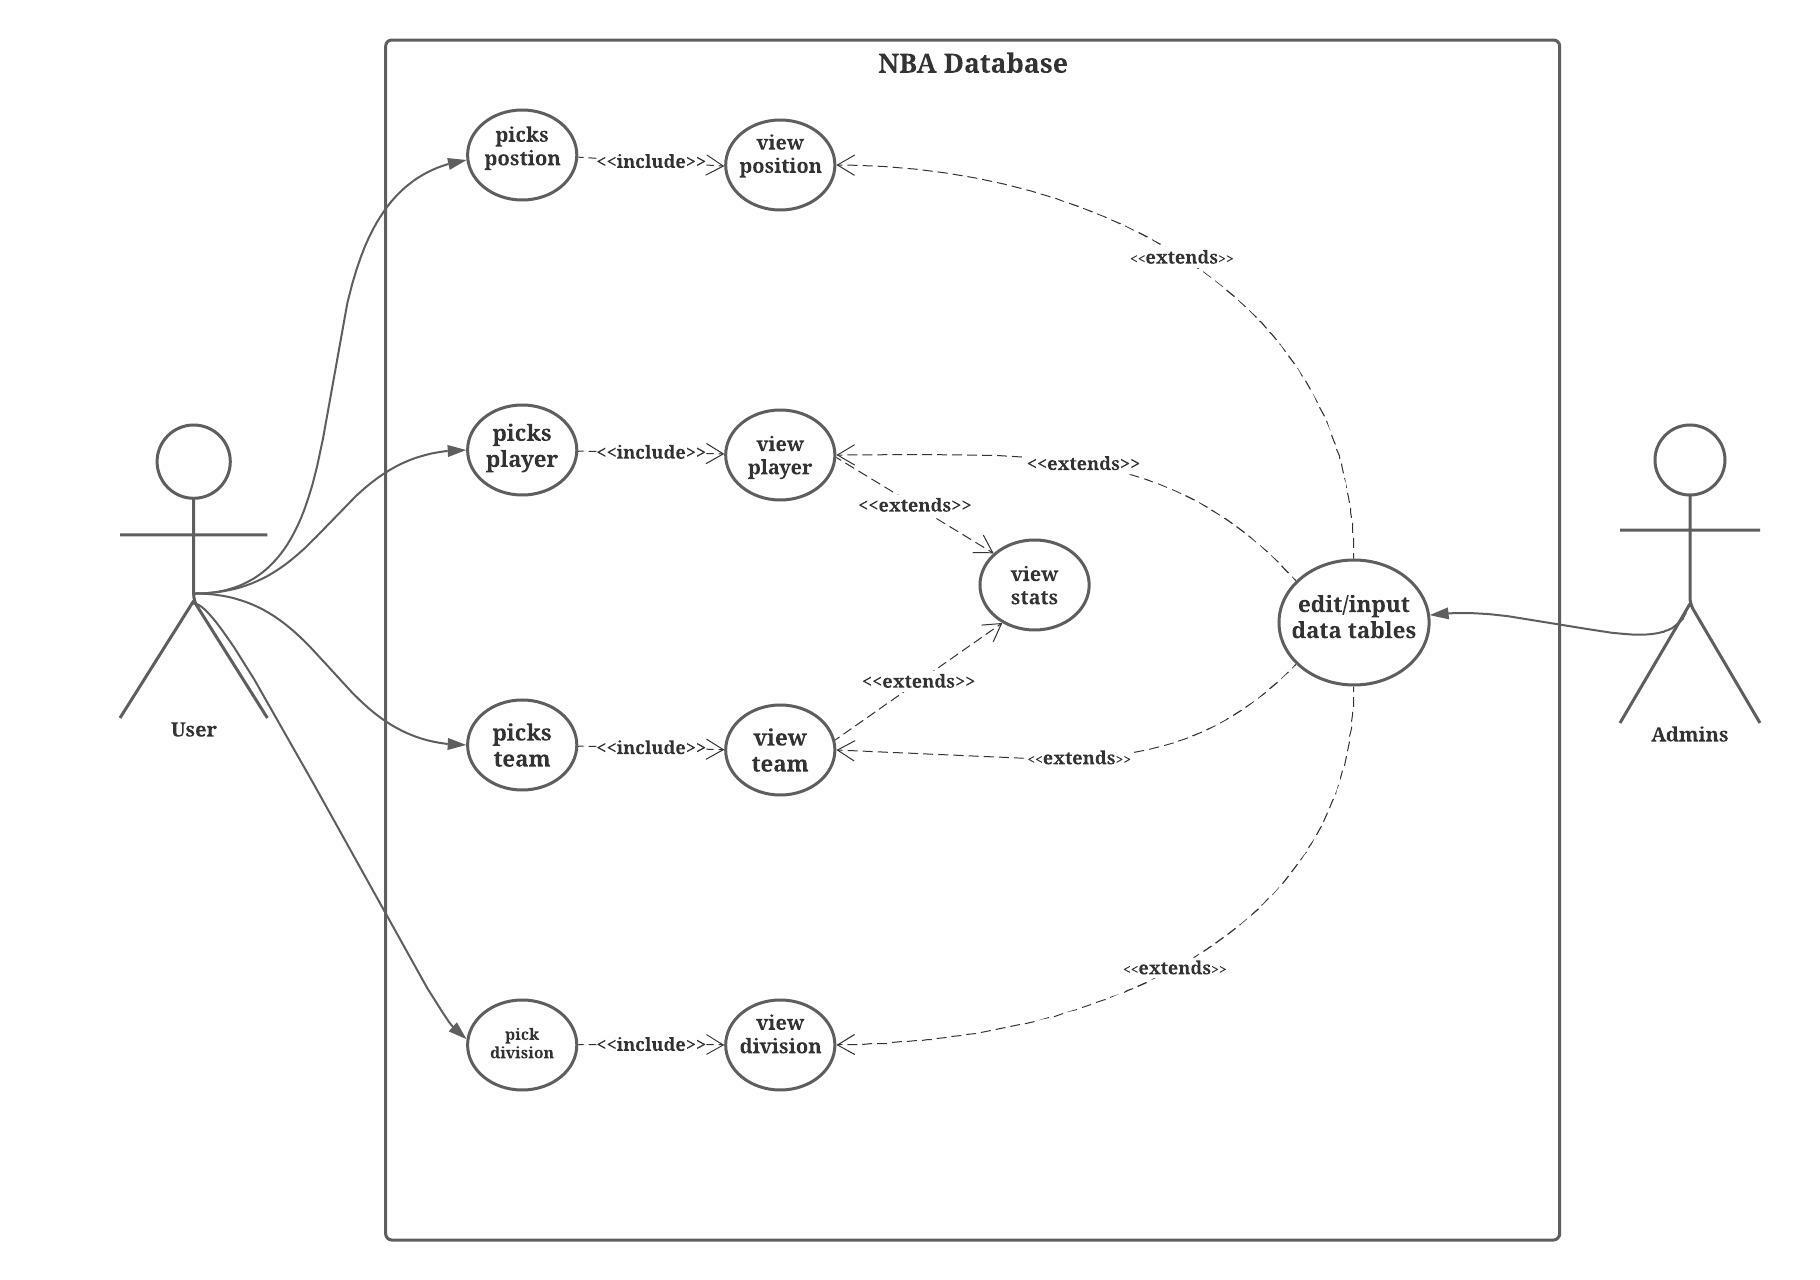 NBA Database
picks
postion
<<include>>
view
position
<<extends>>
picks
player
<<include>>
view
player
<<extends>>
<<extends>>
view
stats
edit/input
data tables
<<extends>>
User
picks
team
<<include>>
view
team
<<extends>>
Admins
<<extends>>
pick
division
<<include>>
view
division